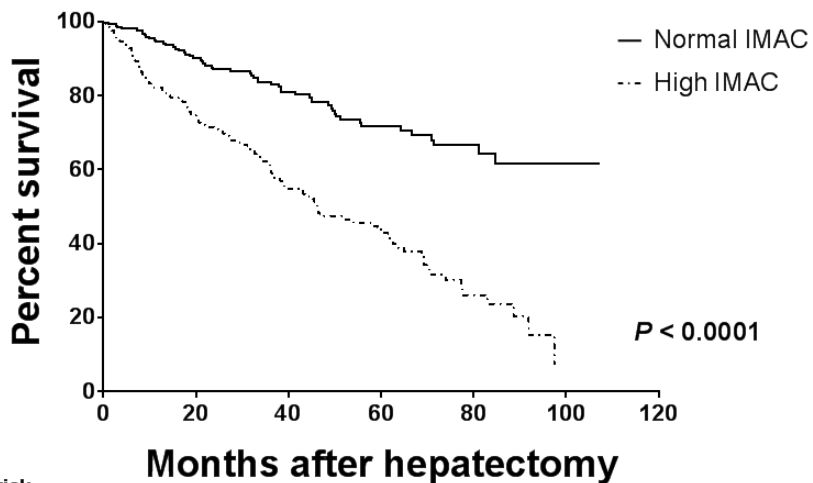 100
80
60
40
20
0
Percent survival
Normal IMAC
High IMAC
P < 0.0001
0 20 40 60 80 100 120
Months after hepatectomy